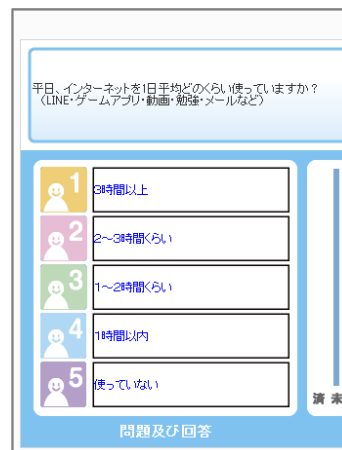 平日、インターネットを1日平均どのくらい使っていますか？
（LINE・ゲームアプリ・動画・勉強・メールなど）
1
3時間以上
2
2～3時間くらい
3
1～2時間くらい
4
1時間以内
5
使っていない
済 未
問題及び回答